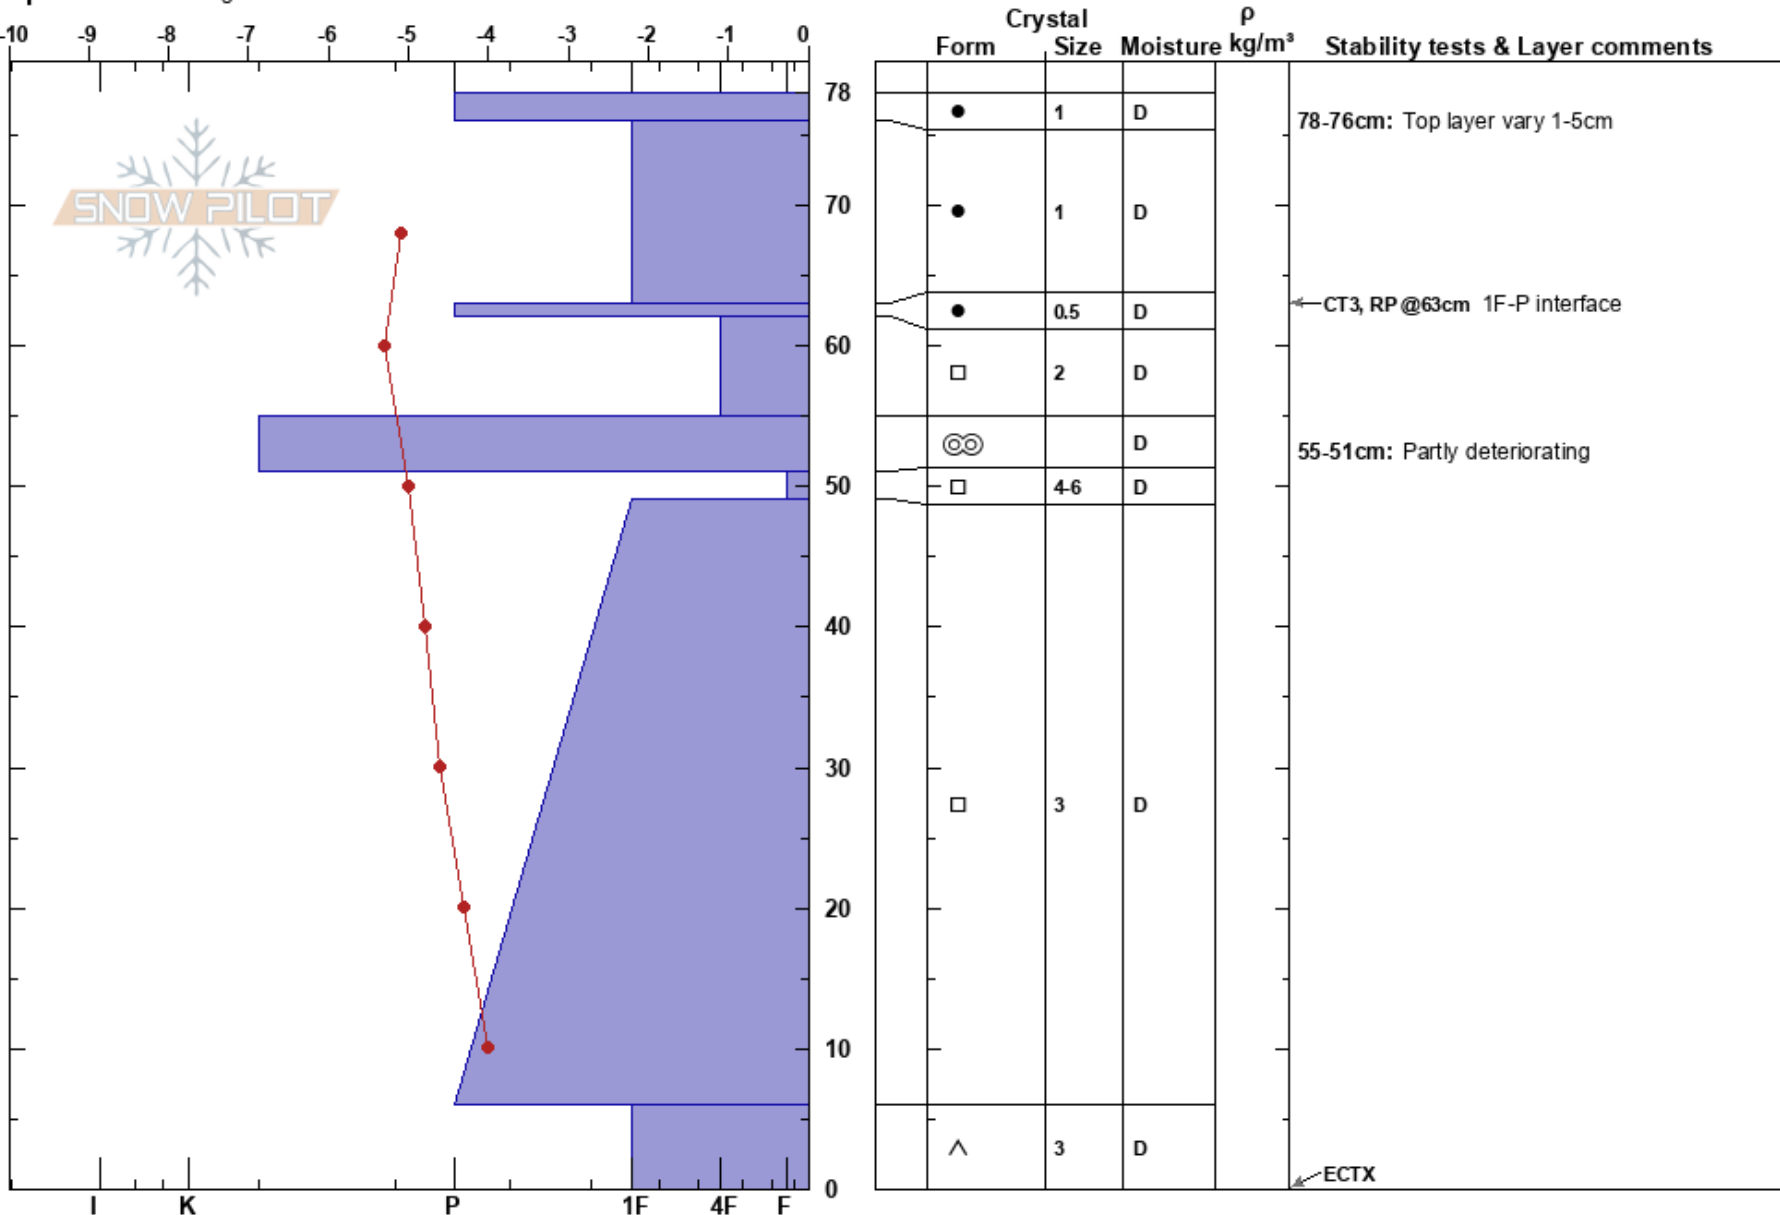 Crystal ρ
-10 -9 -8 -7 -6 -5 -4 -3 -2 -1 0 Form Size Moisture kg/m³ Stability tests & Layer comments
78
1 D 78-76cm: Top layer vary 1-5cm
SNOW PILOT 70 1 D
0.5 D CT3, RP @63cm 1F-P interface
60
2 D
D 55-51cm: Partly deteriorating
50 4-6 D
40
30
3 D
20
10
3 D
ECTX
0
I K P 1F 4F F